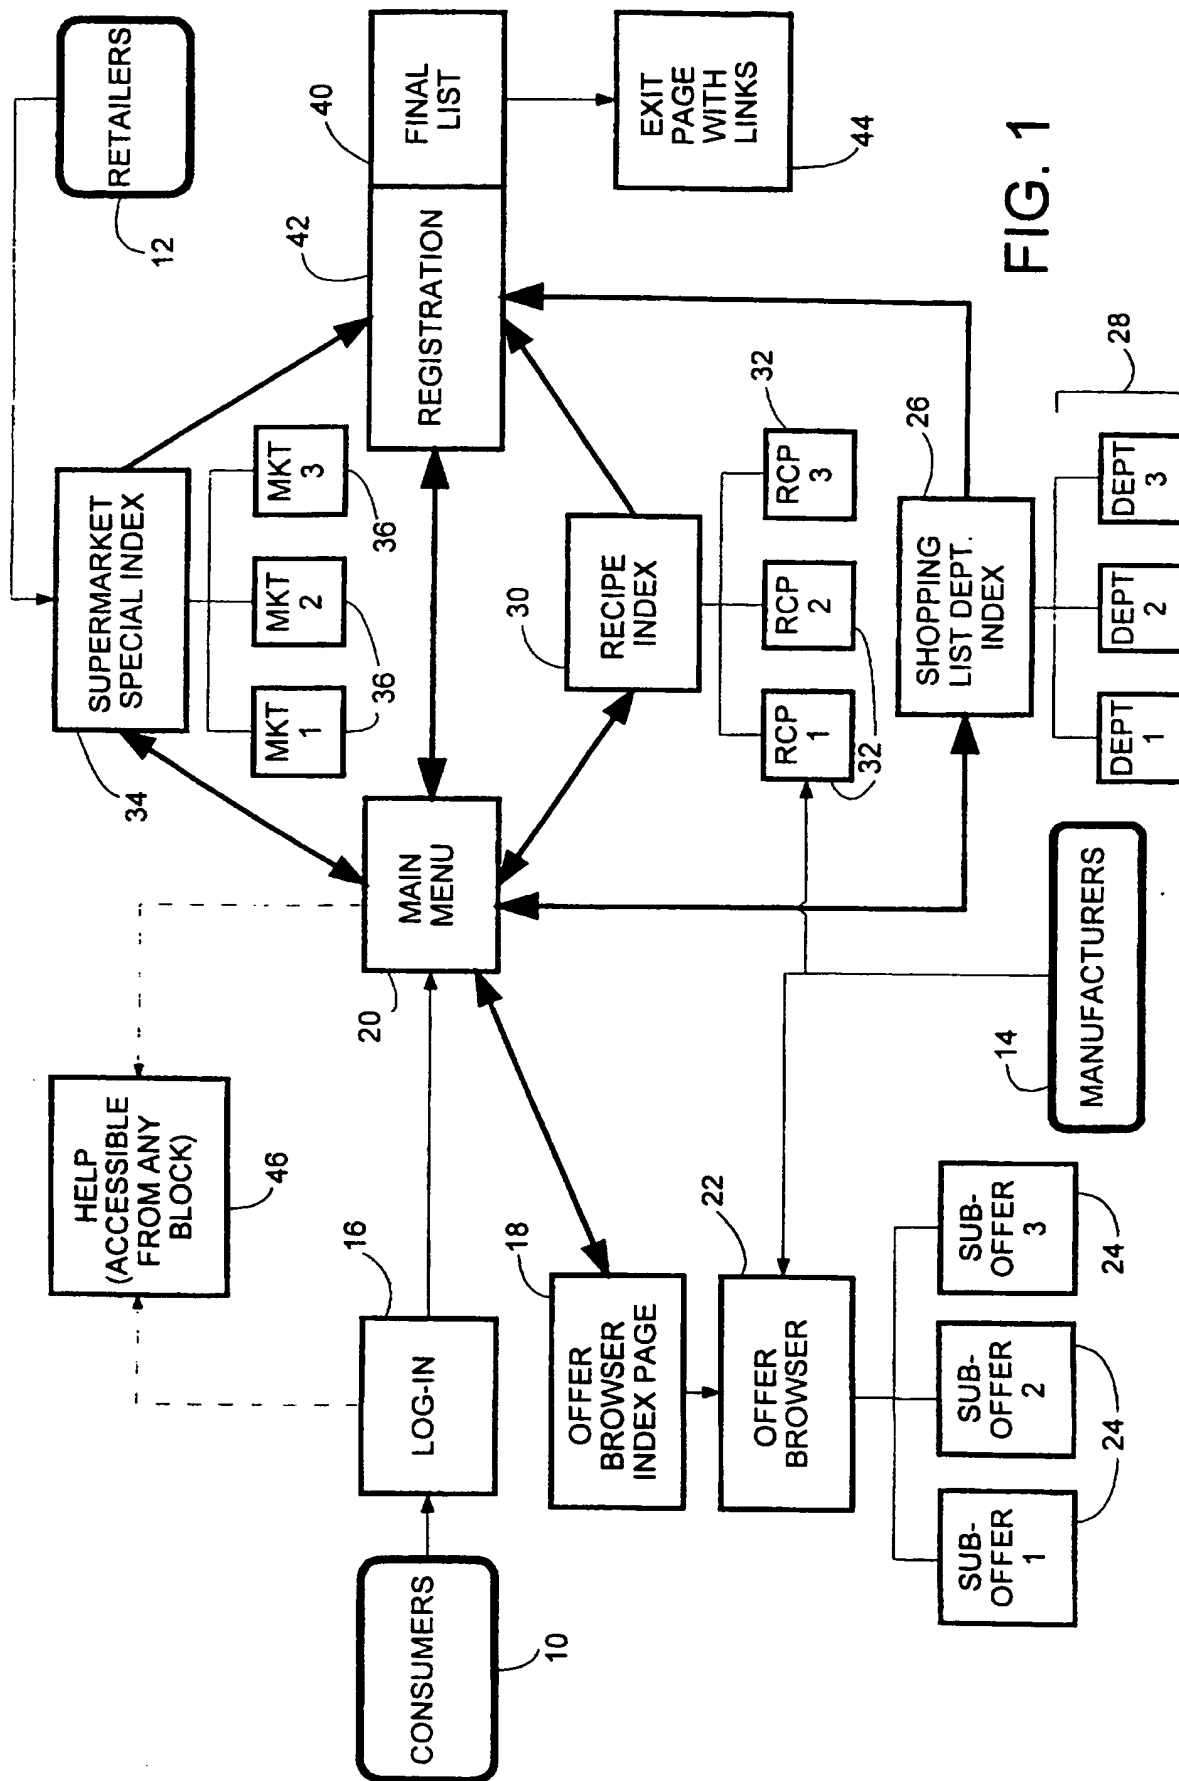 HELP
(ACCESSIBLE
FROM ANY
BLOCK)
46
34
SUPERMARKET
SPECIAL INDEX
RETAILERS
12
MKT
1
MKT
2
MKT
3
36
36
CONSUMERS
10
LOG-IN
16
MAIN
MENU
20
REGISTRATION
42
FINAL
LIST
40
OFFER
BROWSER
INDEX PAGE
18
RECIPE
INDEX
30
EXIT
PAGE
WITH
LINKS
44
OFFER
BROWSER
22
RCP
1
RCP
2
RCP
3
32
32
SUB-
OFFER
1
SUB-
OFFER
2
SUB-
OFFER
3
24
24
SHOPPING
LIST DEPT.
INDEX
26
MANUFACTURERS
14
DEPT
1
DEPT
2
DEPT
3
28
FIG. 1